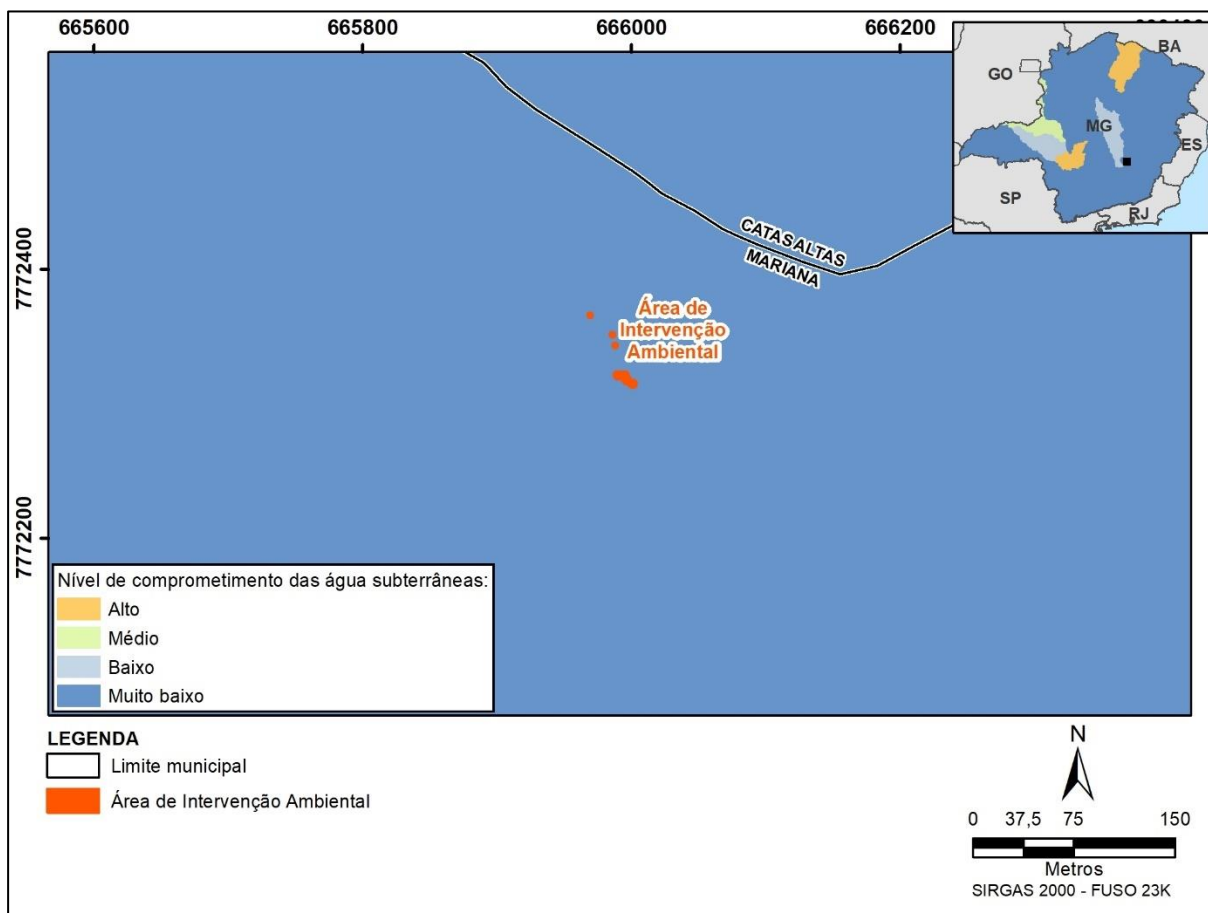 665600
665800
666000
666200
BA
GO
MG
ES
SP
RJ
7772400
7772200
CATAS ALTAS
MARIANA
Área de
Intervenção
Ambiental
Nível de comprometimento das água subterrâneas:
Alto
Médio
Baixo
Muito baixo
LEGENDA
Limite municipal
Área de Intervenção Ambiental
N
0 37,5 75 150
Metros
SIRGAS 2000 - FUSO 23K